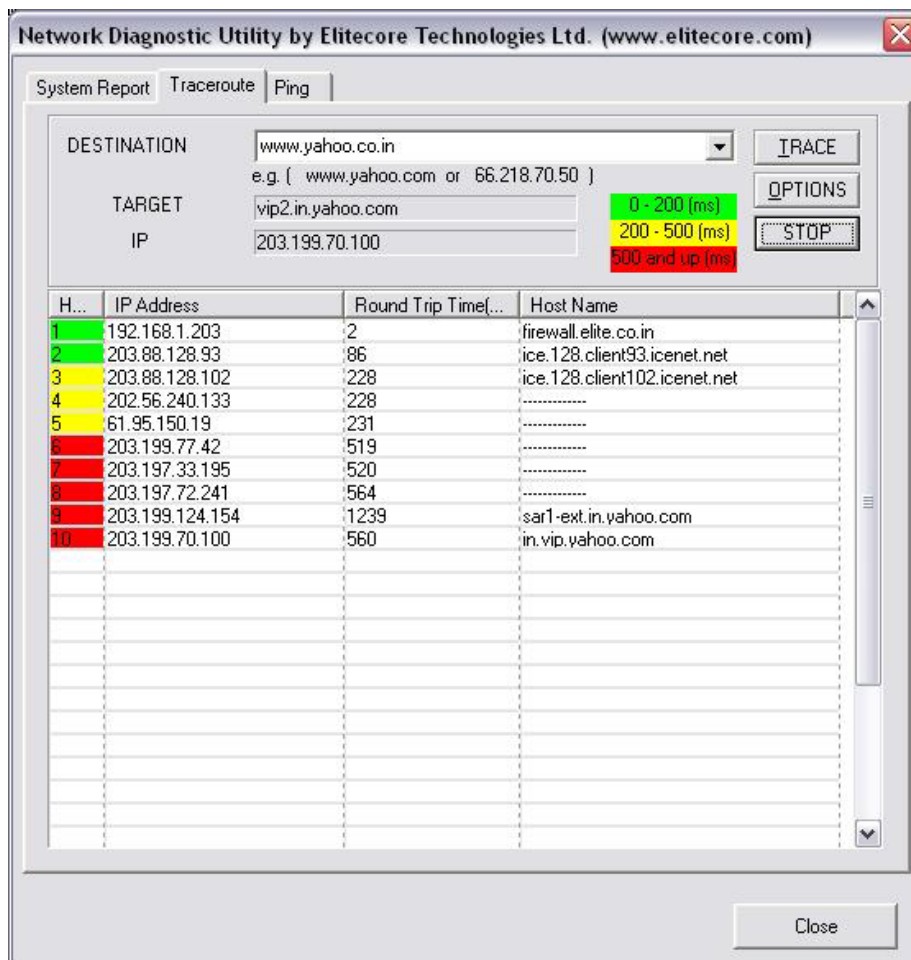 Network Diagnostic Utility by Elitecore Technologies Ltd. (www.elitecore.com)
System Report Traceroute Ping
DESTINATION www.yahoo.co.in TRACE
e.g. ( www.yahoo.com or 66.218.70.50 )
OPTIONS
TARGET vip2.in.yahoo.com 0 - 200 (ms)
IP 203.199.70.100 200 - 500 (ms) STOP
500 and up (ms)
H... IP Address Round Trip Time(... Host Name
1 192.168.1.203 2 firewall.elite.co.in
2 203.88.128.93 86 ice.128.client93.icenet.net
3 203.88.128.102 228 ice.128.client102.icenet.net
4 202.56.240.133 228 -------------
5 61.95.150.19 231 -------------
6 203.199.77.42 519 -------------
7 203.197.33.195 520 -------------
8 203.197.72.241 564 -------------
9 203.199.124.154 1239 sar1-ext.in.yahoo.com
10 203.199.70.100 560 in.vip.yahoo.com
Close